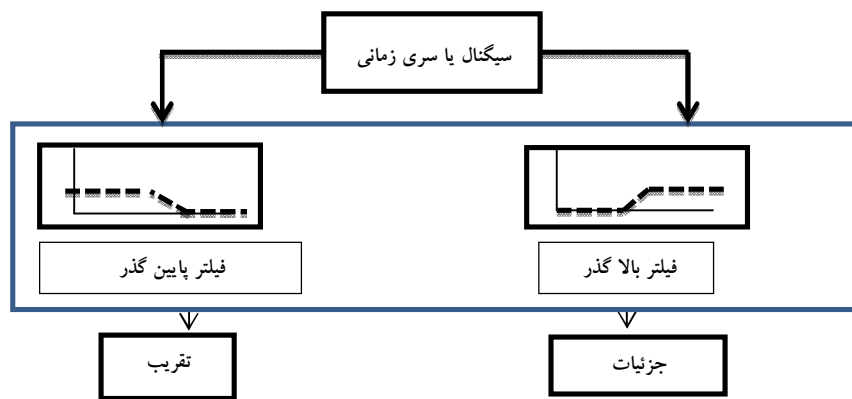 سیگنال یا سری زمانی
فیلتر بالا گذر
فیلتر پایین گذر
جزئیات
تقریب